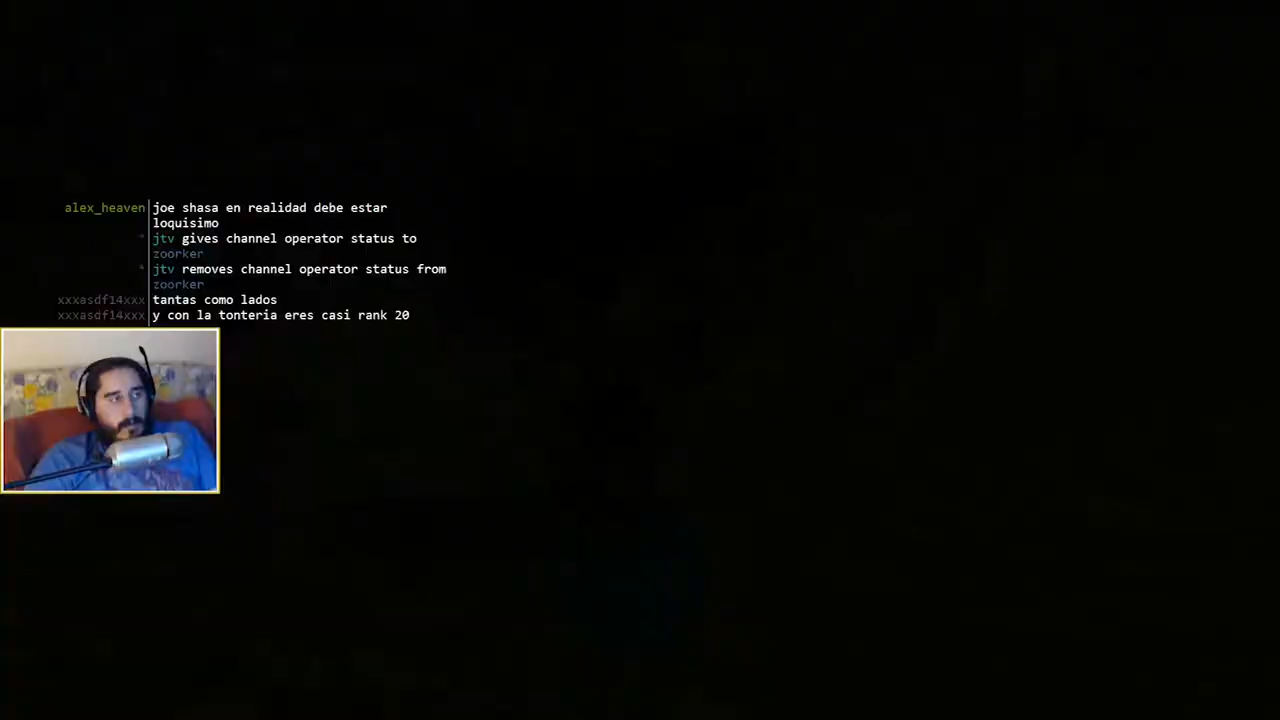 alex_heaven joe shasa en realidad debe estar
loquisimo
* jtv gives channel operator status to
zoorker
* jtv removes channel operator status from
zoorker
xxxasdf14xxx tantas como lados
xxxasdf14xxx y con la tonteria eres casi rank 20